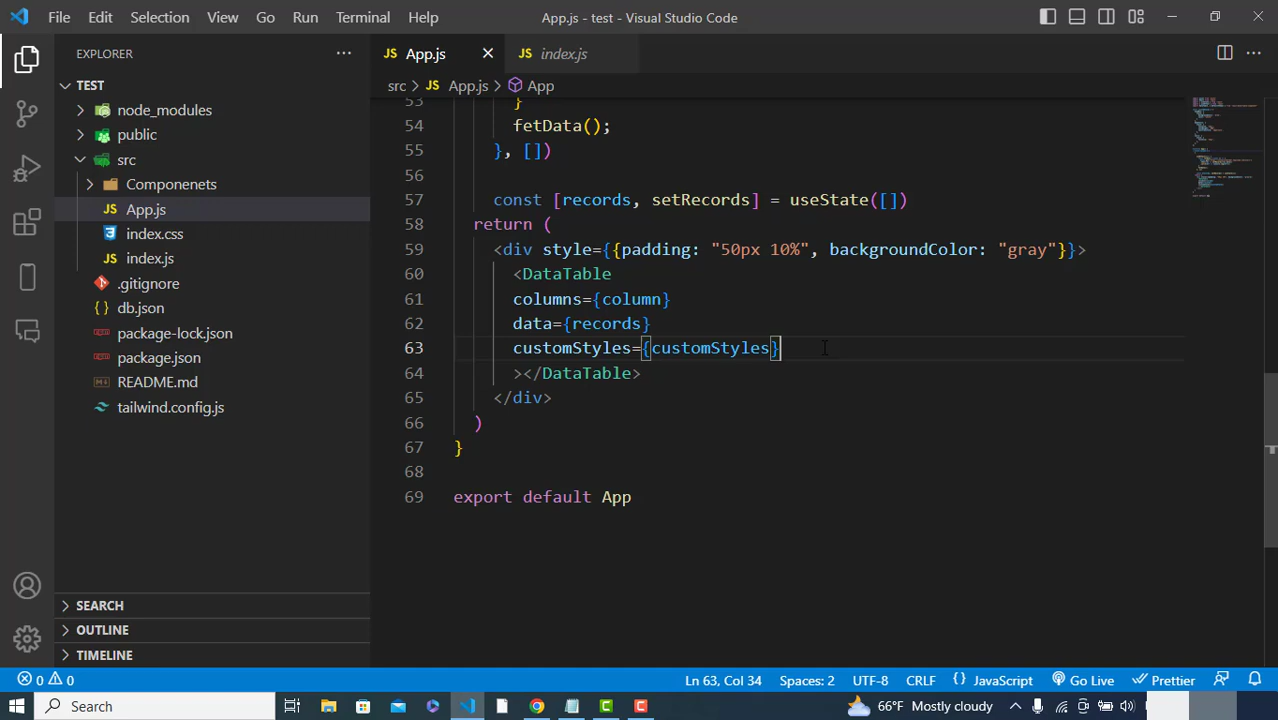 File Edit Selection View Go Run Terminal Help
App.js - test - Visual Studio Code
EXPLORER
TEST
node_modules
public
src
Componenets
JS App.js
index.css
JS index.js
.gitignore
{} db.json
package-lock.json
package.json
README.md
tailwind.config.js
SEARCH
OUTLINE
TIMELINE
JS App.js
JS index.js
src > JS App.js > App
53 }
54 fetData();
55 }, [])
56
57 const [records, setRecords] = useState([])
58 return (
59 <div style={{padding: "50px 10%", backgroundColor: "gray"}}>
60 <DataTable
61 columns={column}
62 data={records}
63 customStyles={customStyles}
64 ></DataTable>
65 </div>
66 )
67 }
68
69 export default App
0 0
Ln 63, Col 34
Spaces: 2
UTF-8
CRLF
{} JavaScript
Go Live
Prettier
Search
66°F Mostly cloudy